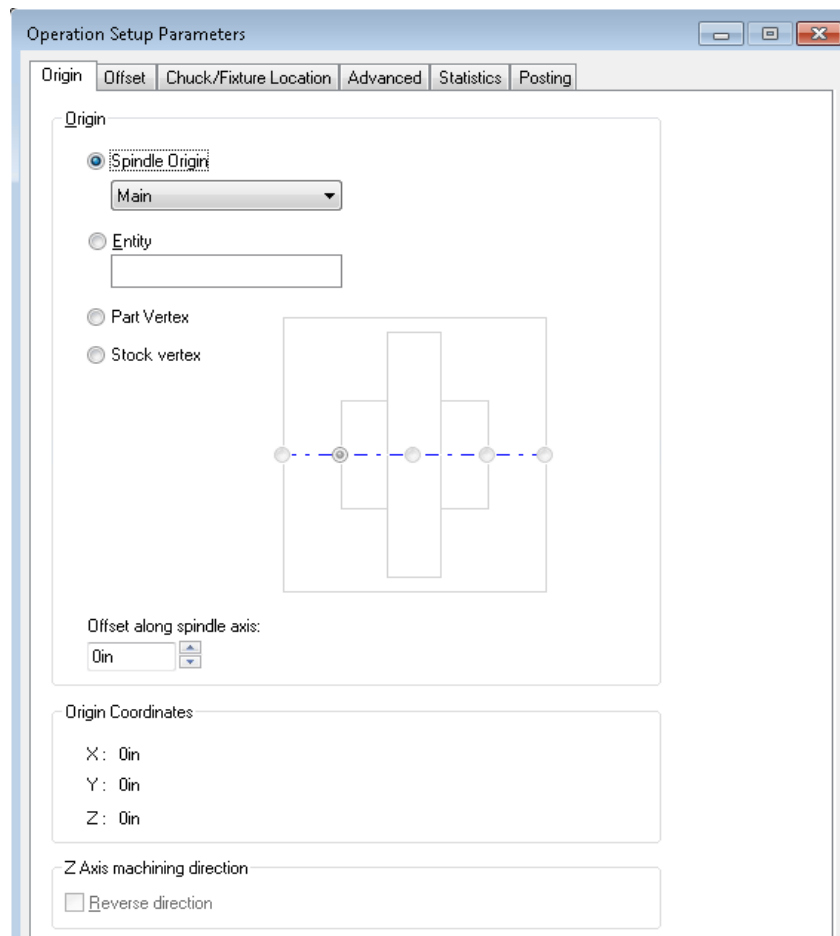 Operation Setup Parameters
Origin Offset Chuck/Fixture Location Advanced Statistics Posting
Origin
Spindle Origin
Main
Entity
Part Vertex
Stock vertex
Offset along spindle axis:
0in
Origin Coordinates
X: 0in
Y: 0in
Z: 0in
Z Axis machining direction
Reverse direction